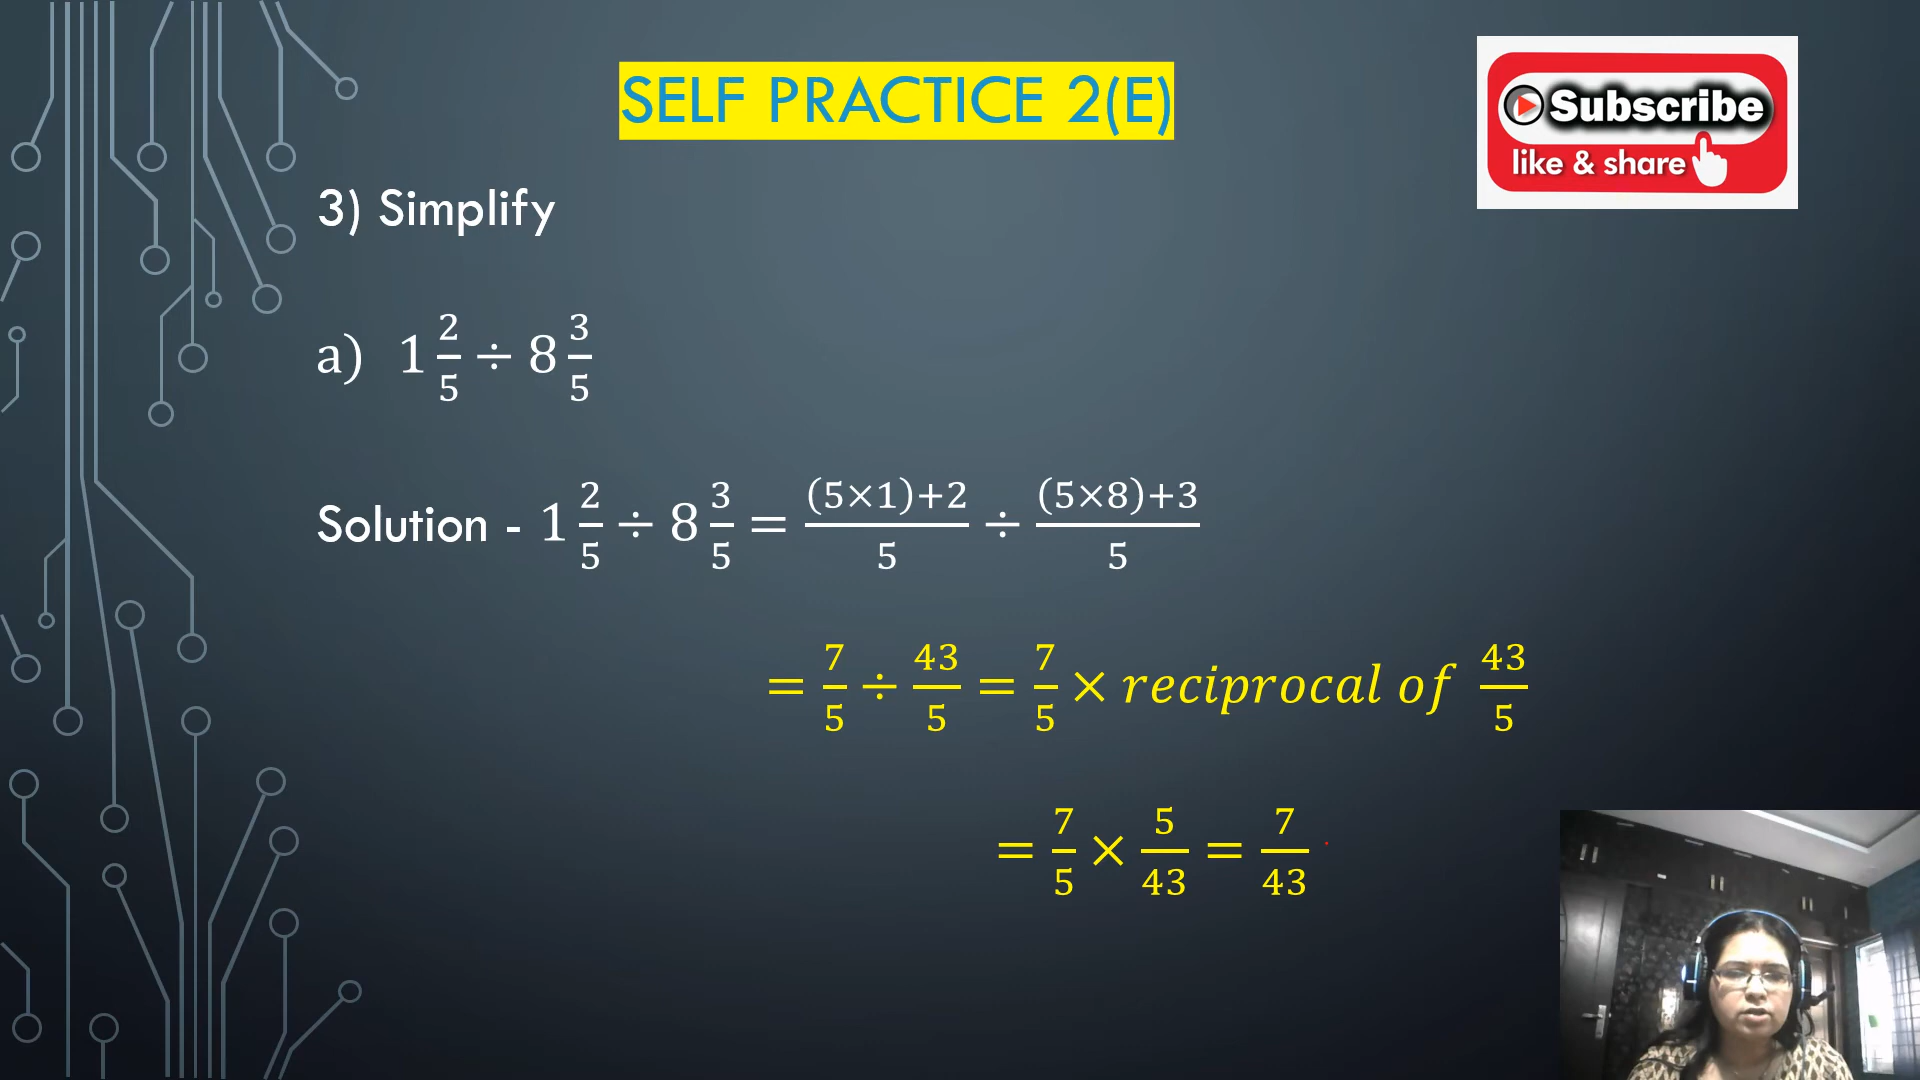 SELF PRACTICE 2(E)
Subscribe
like & share
3) Simplify
a) 1 2/5 ÷ 8 3/5
Solution - 1 2/5 ÷ 8 3/5 = (5×1)+2/5 ÷ (5×8)+3/5
= 7/5 ÷ 43/5 = 7/5 × reciprocal of 43/5
= 7/5 × 5/43 = 7/43